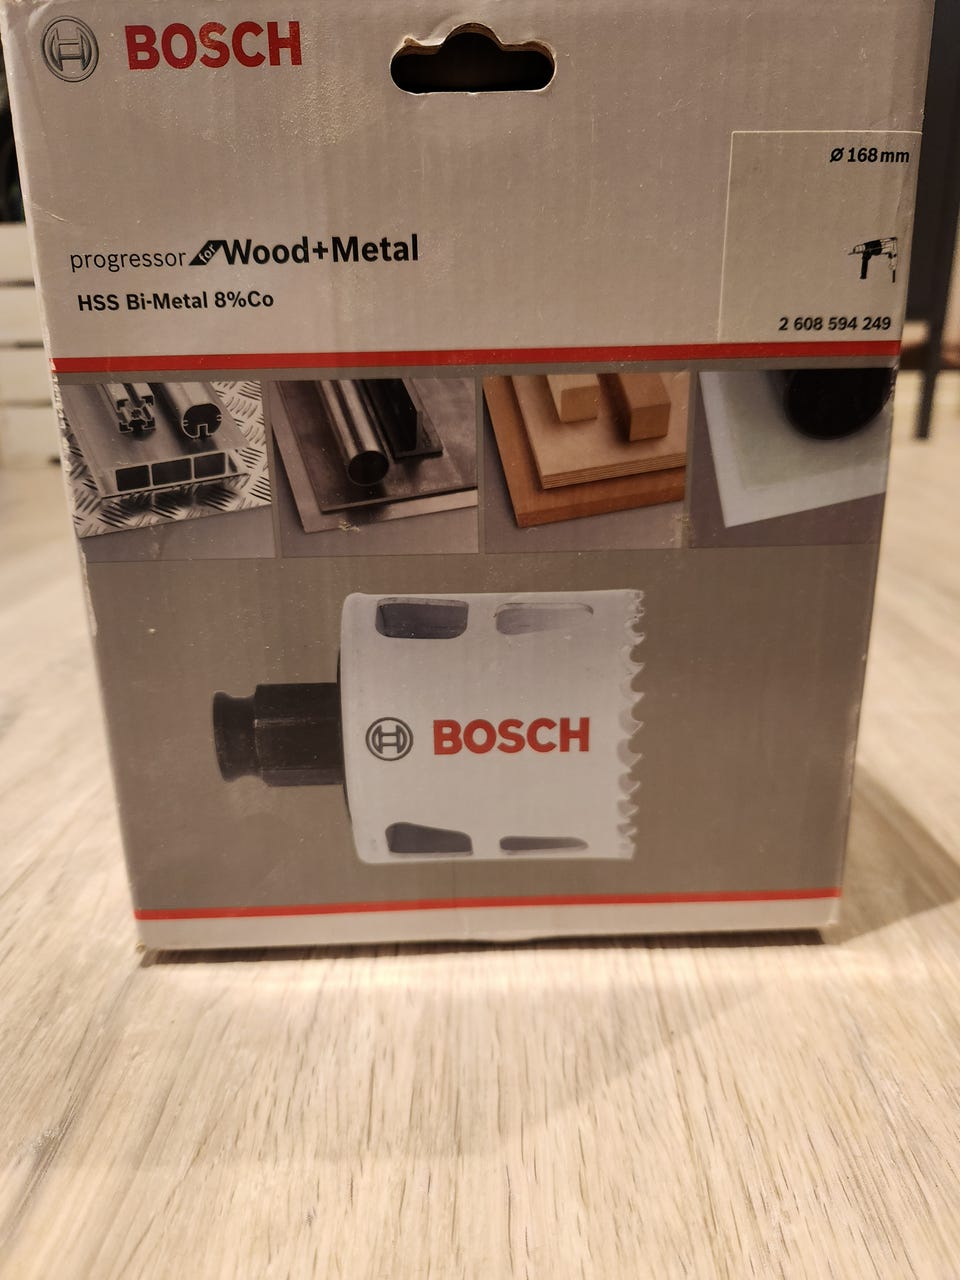 BOSCH
Ø 168 mm
progressor for Wood+Metal
HSS Bi-Metal 8%Co
2 608 594 249
BOSCH